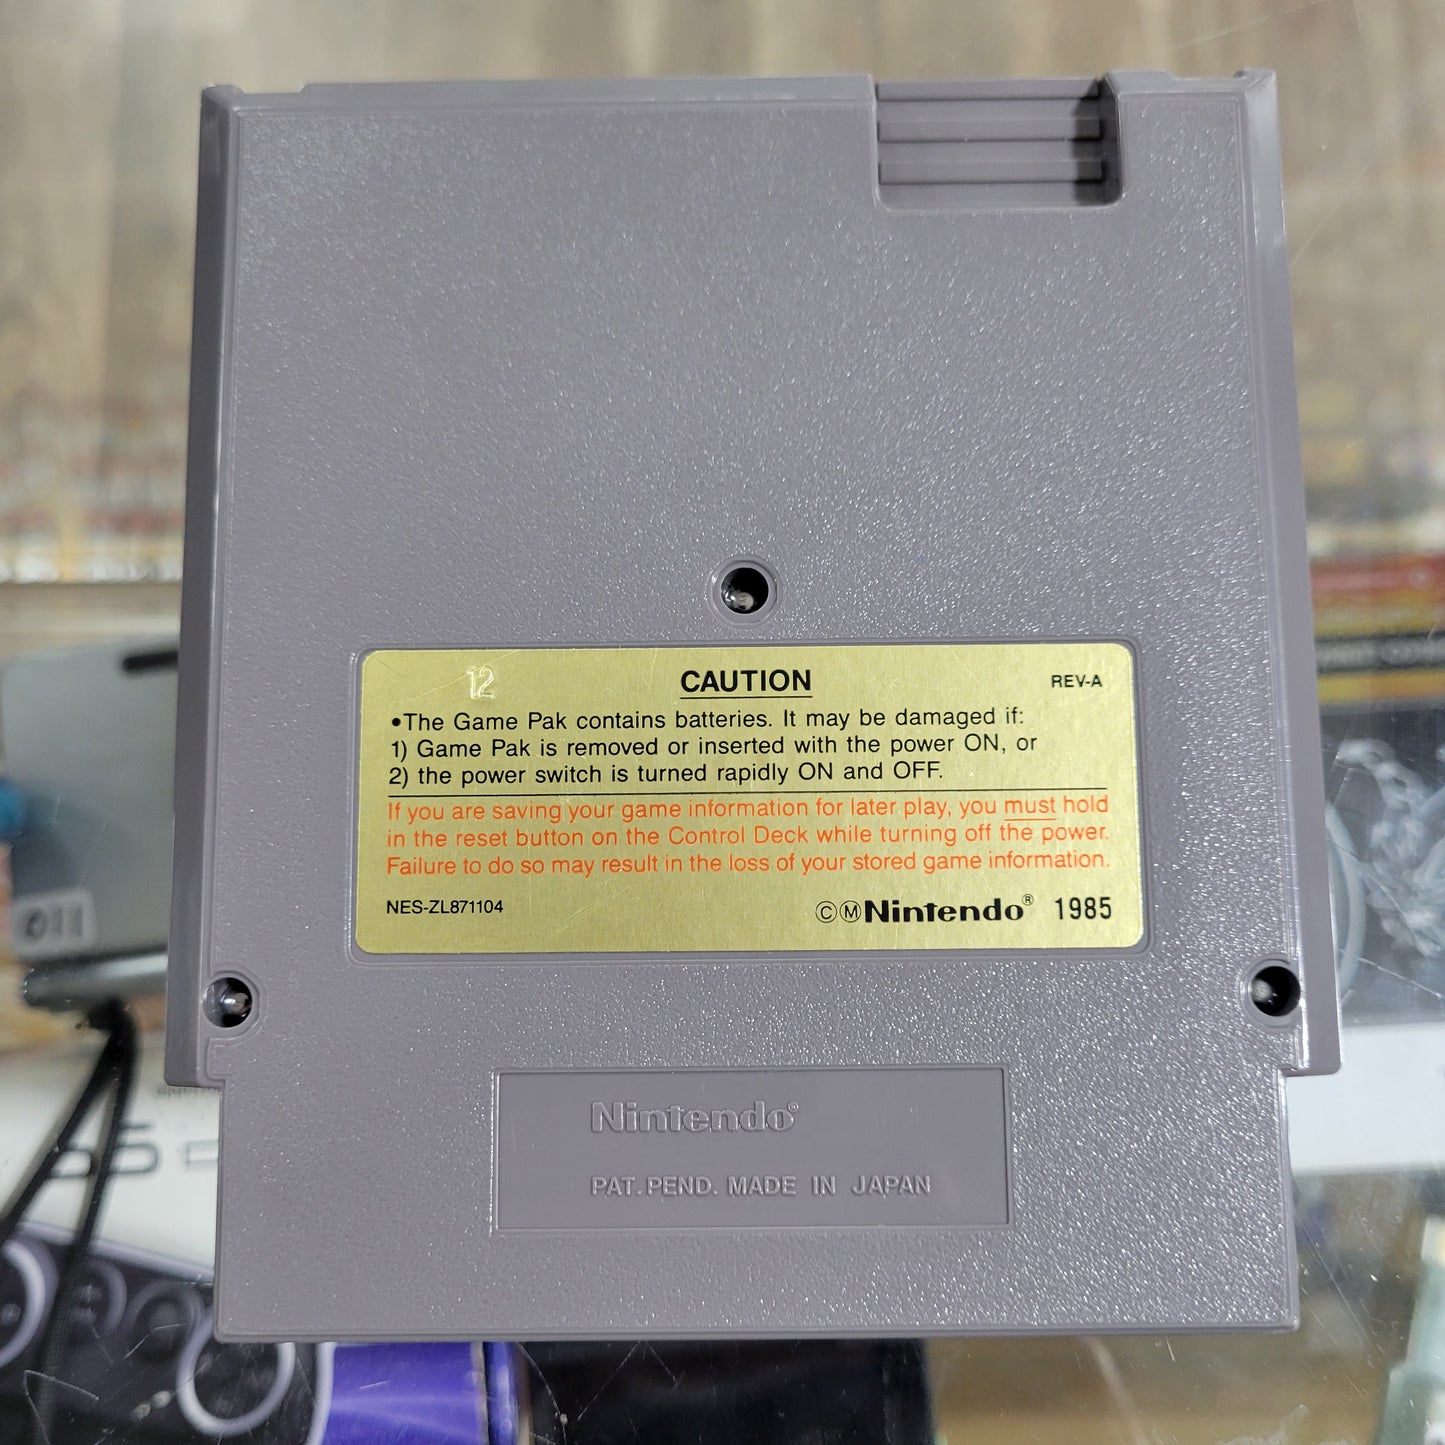 12
CAUTION
REV-A
•The Game Pak contains batteries. It may be damaged if:
1) Game Pak is removed or inserted with the power ON, or
2) the power switch is turned rapidly ON and OFF.
If you are saving your game information for later play, you must hold
in the reset button on the Control Deck while turning off the power.
Failure to do so may result in the loss of your stored game information.
NES-ZL871104
ⒸⓂNintendo® 1985
011
Nintendo®
PAT. PEND. MADE IN JAPAN